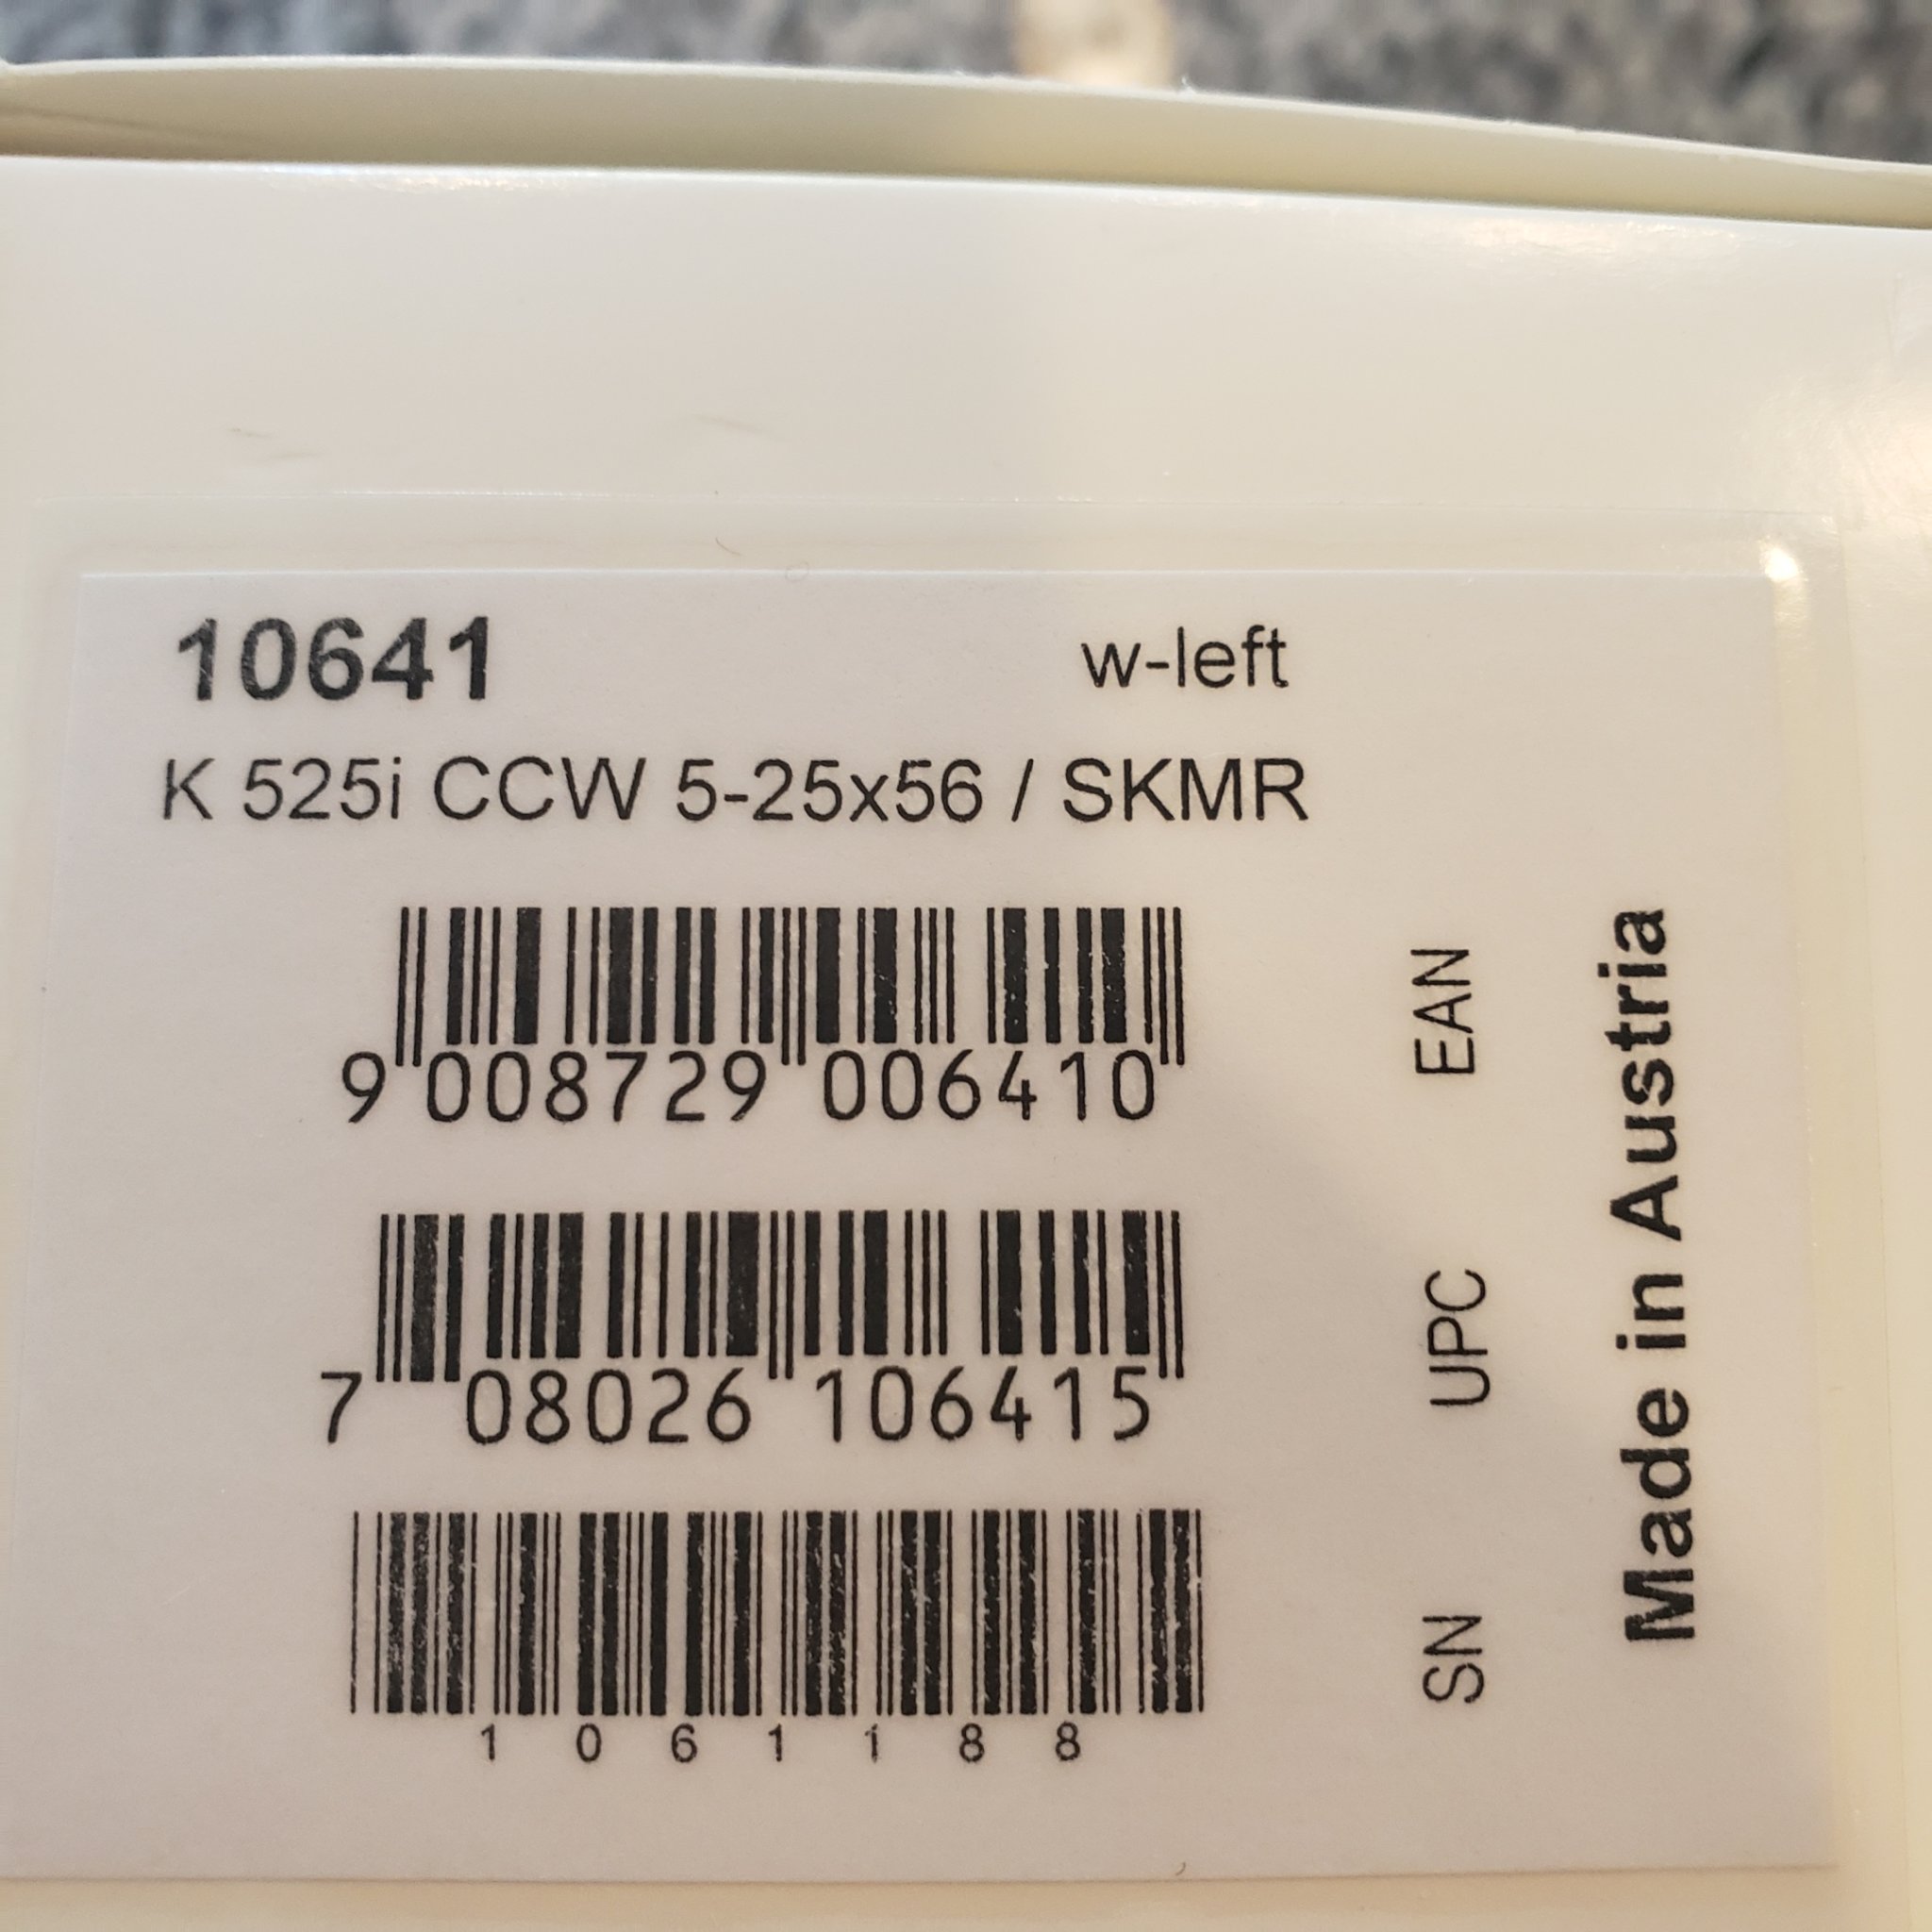 10641 w-left
K 525i CCW 5-25x56 / SKMR
9 008729 006410
EAN
7 08026 106415
UPC
1 0 6 1 1 8 8
SN
Made in Austria